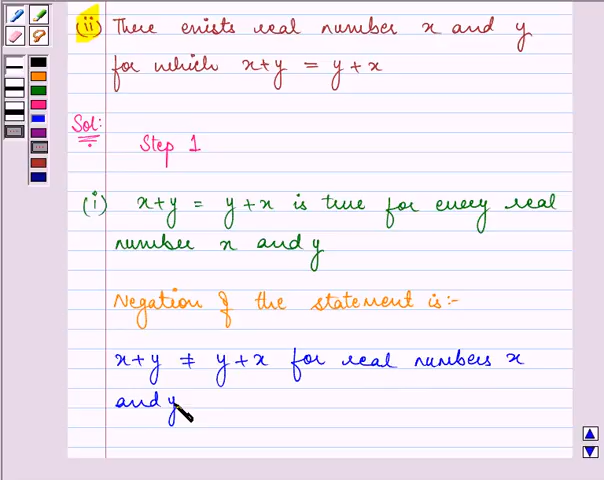 (ii) There exists real number x and y
for which x+y = y+x
Sol:
Step 1
(i) x+y = y+x is true for every real
number x and y
Negation of the statement is:-
x+y ≠ y+x for real numbers x
and y